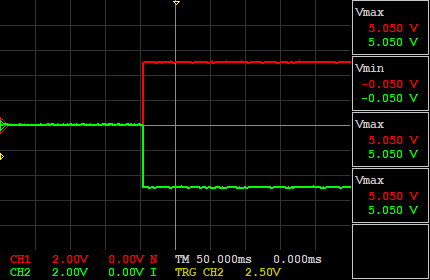 Vmax
5.050 V
5.050 V
Vmin
-0.050 V
-0.050 V
Vmax
5.050 V
5.050 V
Vmax
5.050 V
5.050 V
CH1 2.00V 0.00V N TM 50.000ms 0.000ms
CH2 2.00V 0.00V I TRG CH2 2.50V